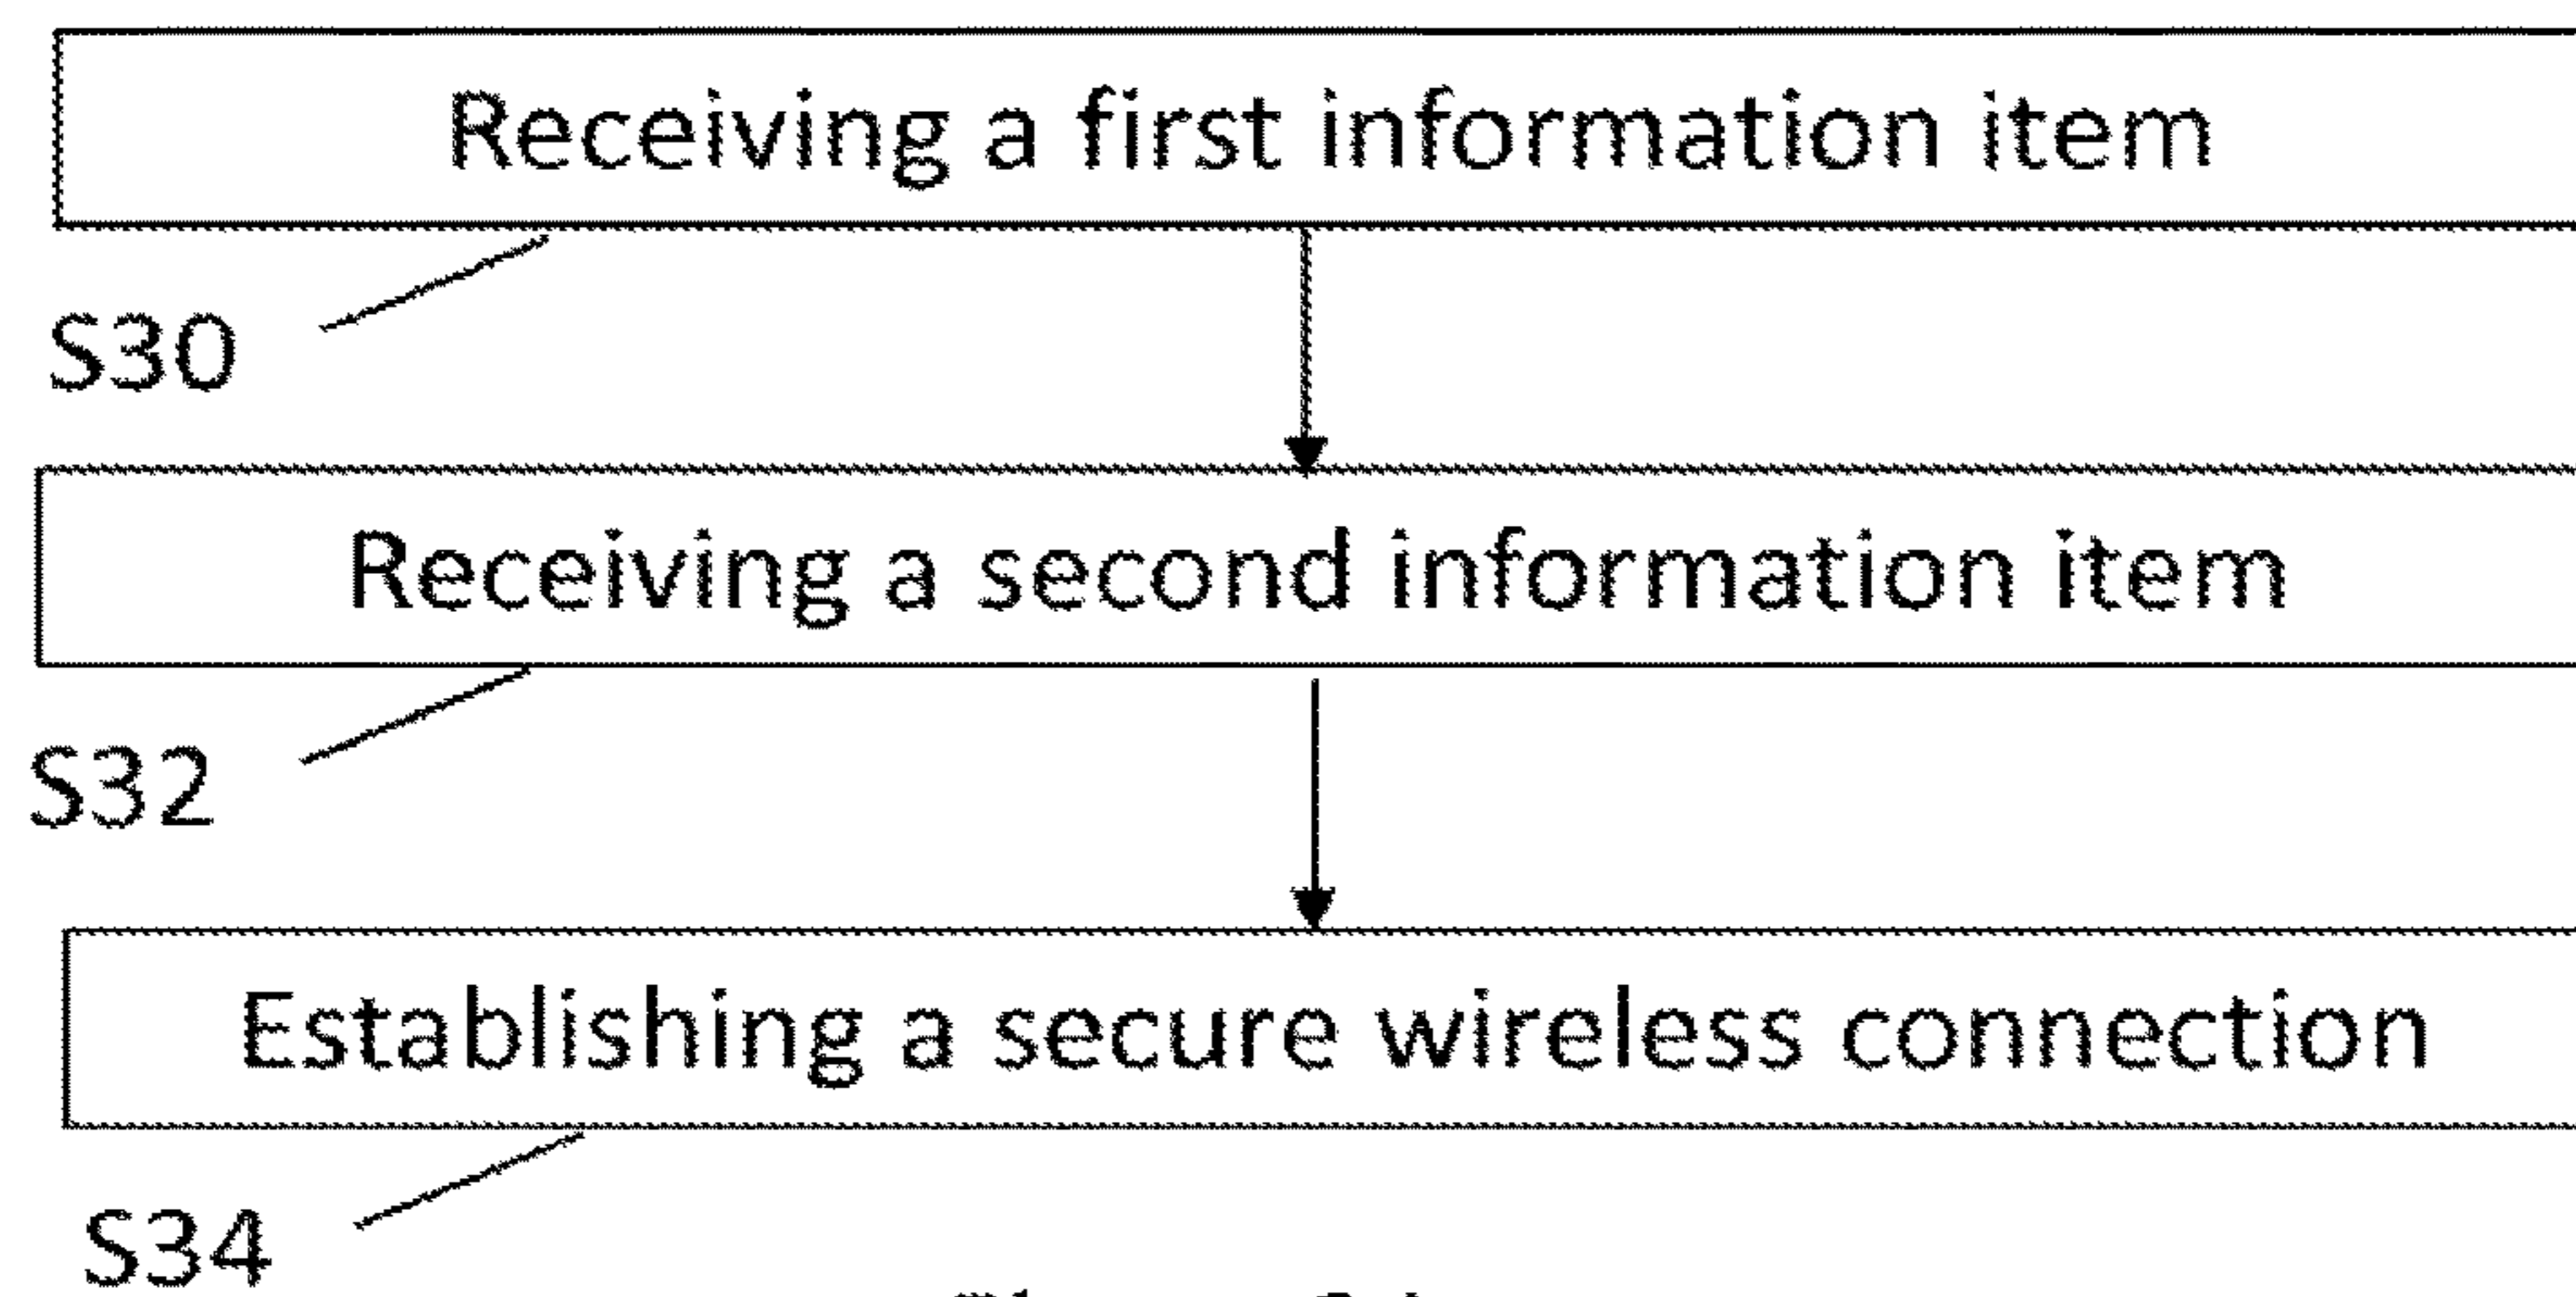 Receiving a first information item
S30
Receiving a second information item
S32
Establishing a secure wireless connection
S34